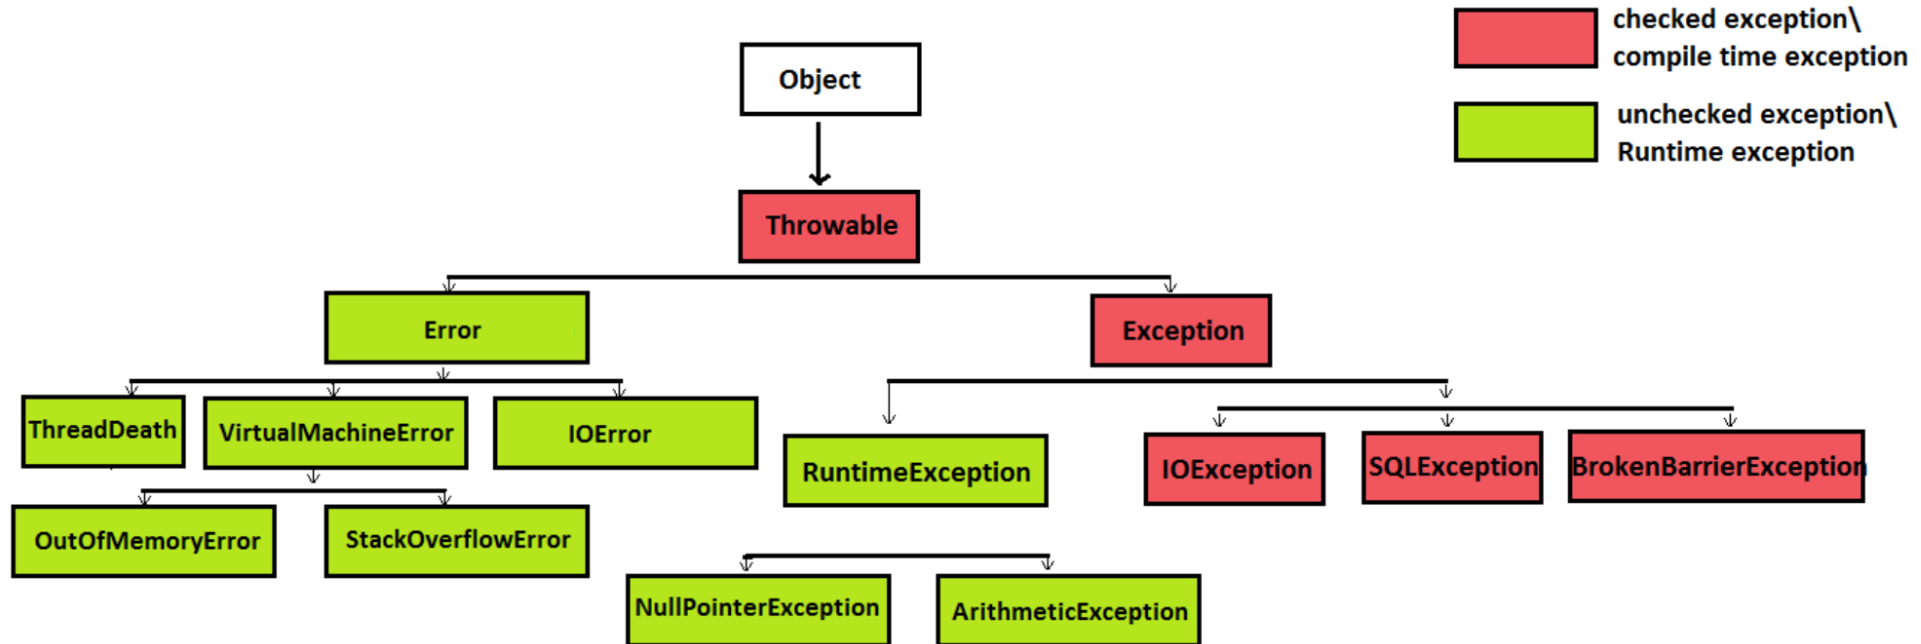 checked exception\
compile time exception
Object
unchecked exception\
Runtime exception
Throwable
Error
Exception
ThreadDeath
VirtualMachineError
IOError
RuntimeException
IOException
SQLException
BrokenBarrierException
OutOfMemoryError
StackOverflowError
NullPointerException
ArithmeticException